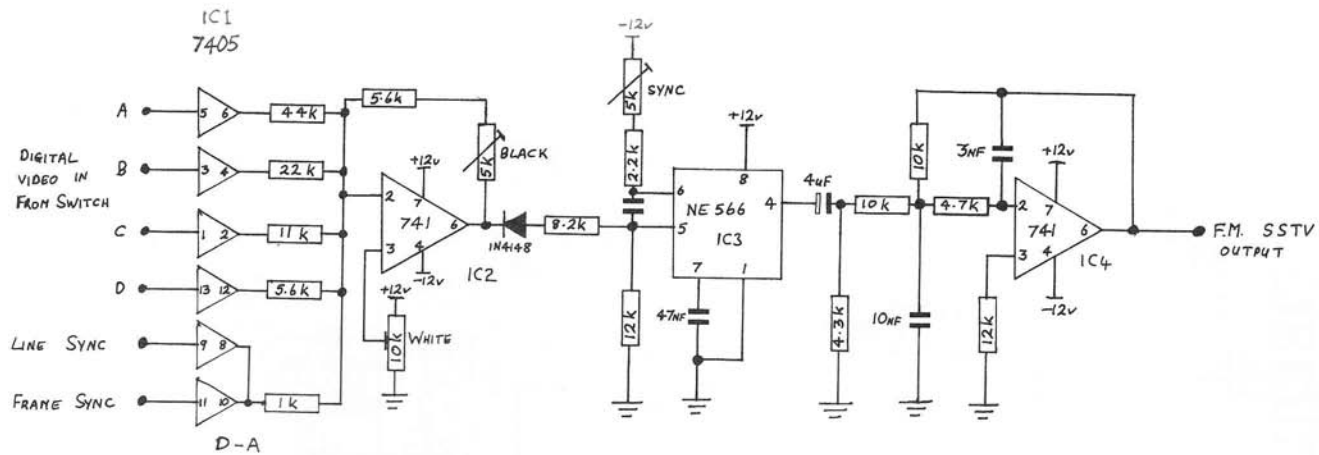 IC1
7405
A
5 6
44k
B
3 4
22k
DIGITAL
VIDEO IN
FROM SWITCH
C
1 2
11k
D
13 12
5.6k
LINE SYNC
9 8
FRAME SYNC
11 10
1k
D-A
5.6k
5k
BLACK
+12v
2
7
741
6
3
4
-12v
IC2
+12v
10k
WHITE
1N4148
8.2k
-12v
5k
SYNC
2.2k
12k
+12v
8
6
NE 566
4
5
IC3
7
1
47NF
4uF
4.3k
10k
10k
10NF
4.7k
3NF
+12v
2
7
741
6
3
4
IC4
-12v
12k
F.M. SSTV
OUTPUT